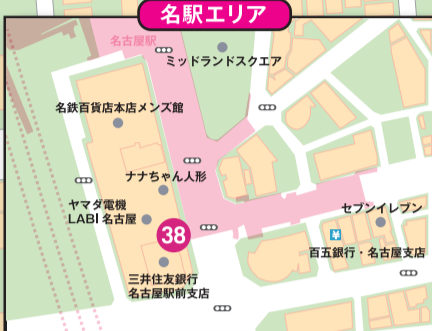 名駅エリア
名古屋駅
ミッドランドスクエア
名鉄百貨店本店メンズ館
ナナちゃん人形
ヤマダ電機
LABI 名古屋
38
セブンイレブン
¥
百五銀行・名古屋支店
三井住友銀行
名古屋駅前支店